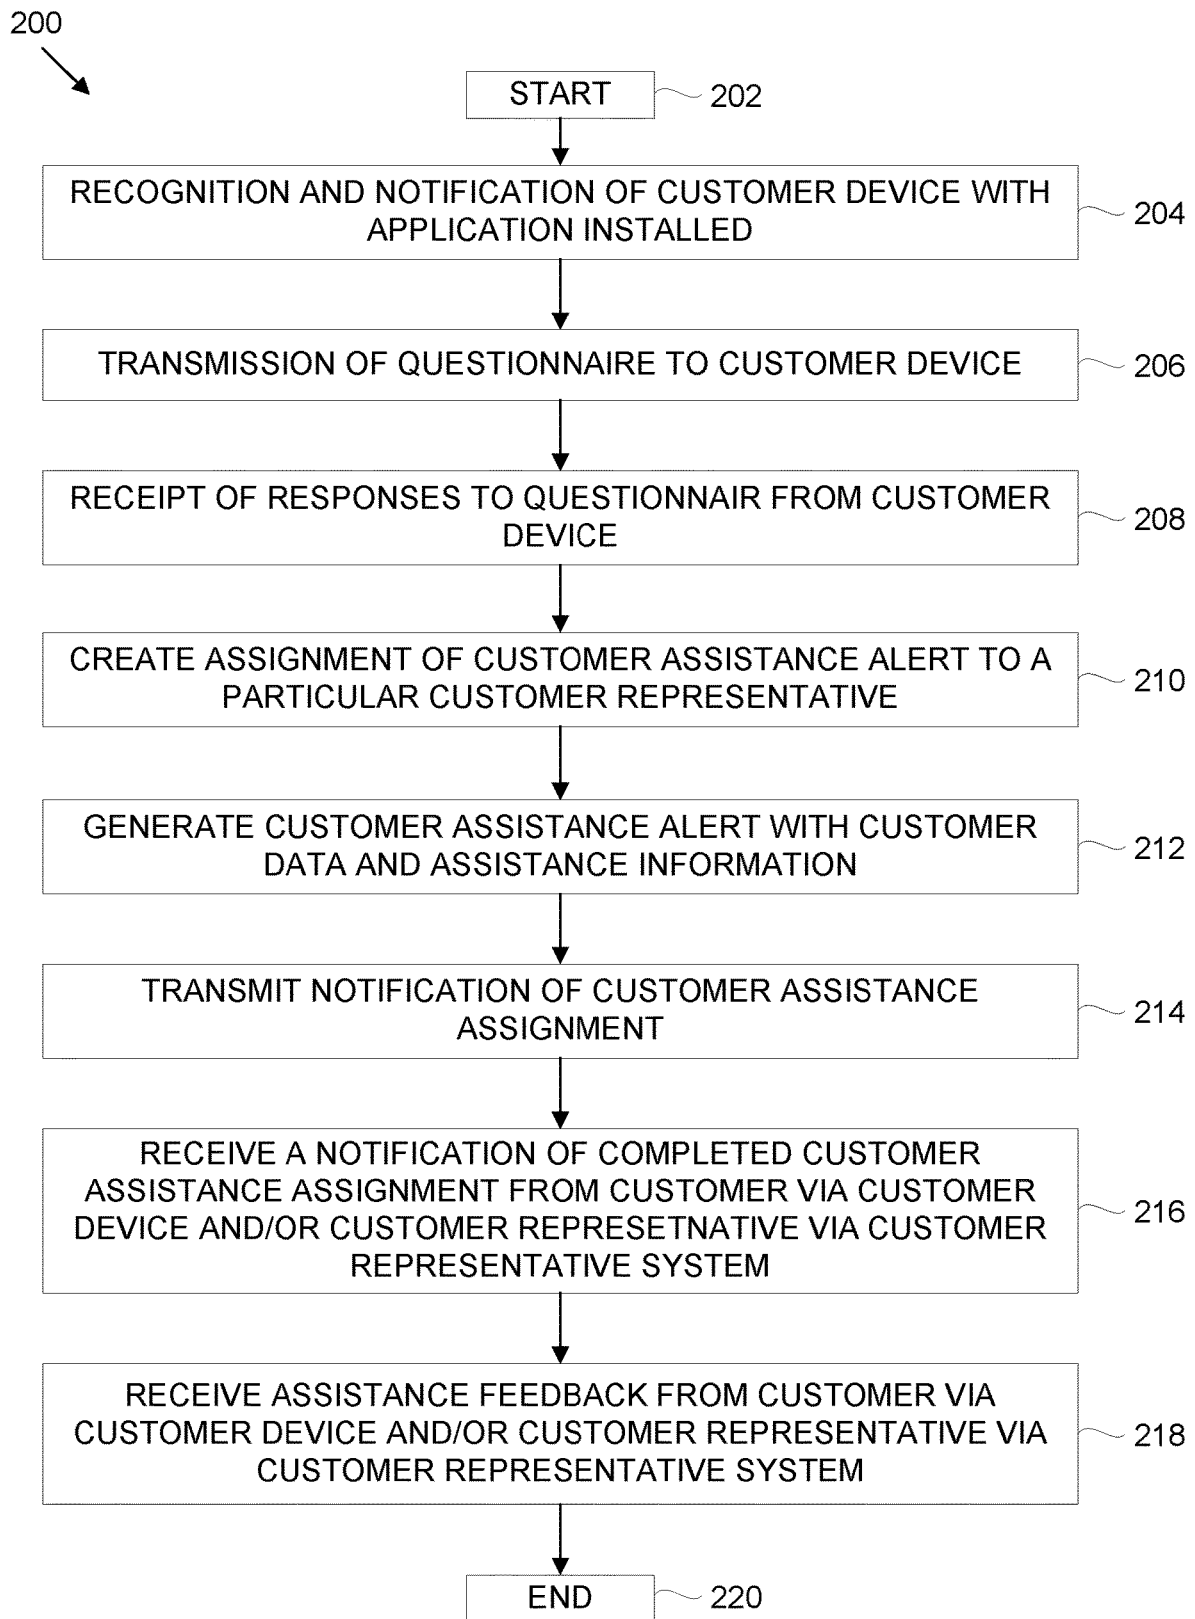 200
START
202
RECOGNITION AND NOTIFICATION OF CUSTOMER DEVICE WITH
APPLICATION INSTALLED
204
TRANSMISSION OF QUESTIONNAIRE TO CUSTOMER DEVICE
206
RECEIPT OF RESPONSES TO QUESTIONNAIR FROM CUSTOMER
DEVICE
208
CREATE ASSIGNMENT OF CUSTOMER ASSISTANCE ALERT TO A
PARTICULAR CUSTOMER REPRESENTATIVE
210
GENERATE CUSTOMER ASSISTANCE ALERT WITH CUSTOMER
DATA AND ASSISTANCE INFORMATION
212
TRANSMIT NOTIFICATION OF CUSTOMER ASSISTANCE
ASSIGNMENT
214
RECEIVE A NOTIFICATION OF COMPLETED CUSTOMER
ASSISTANCE ASSIGNMENT FROM CUSTOMER VIA CUSTOMER
DEVICE AND/OR CUSTOMER REPRESETNATIVE VIA CUSTOMER
REPRESENTATIVE SYSTEM
216
RECEIVE ASSISTANCE FEEDBACK FROM CUSTOMER VIA
CUSTOMER DEVICE AND/OR CUSTOMER REPRESENTATIVE VIA
CUSTOMER REPRESENTATIVE SYSTEM
218
END
220